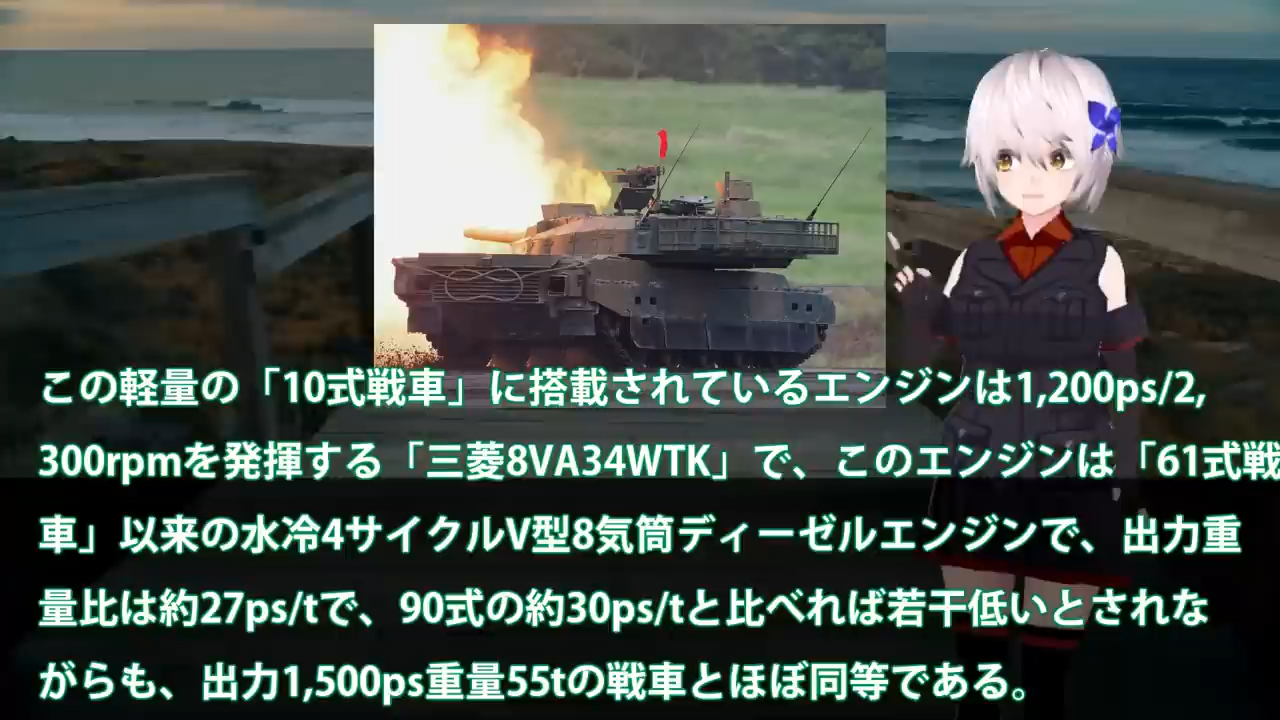 この軽量の「10式戦車」に搭載されているエンジンは1,200ps/2,
300rpmを発揮する「三菱8VA34WTK」で、このエンジンは「61式戦
車」以来の水冷4サイクルV型8気筒ディーゼルエンジンで、出力重
量比は約27ps/tで、90式の約30ps/tと比べれば若干低いとされな
がらも、出力1,500ps重量55tの戦車とほぼ同等である。